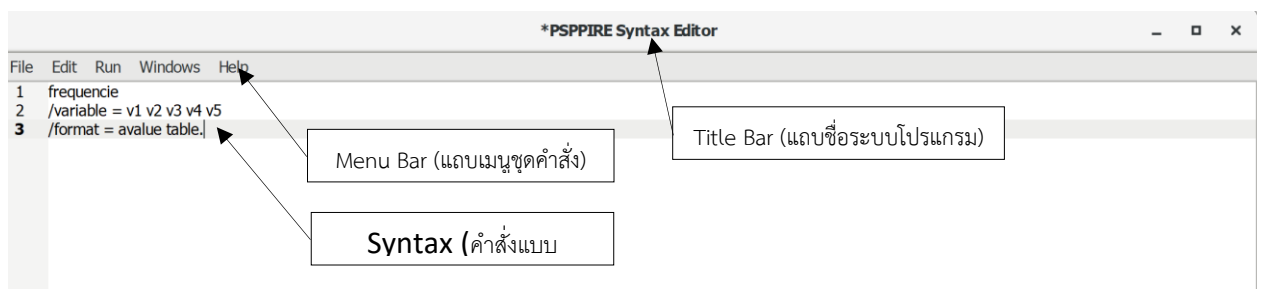 *PSPPIRE Syntax Editor
File Edit Run Windows Help
1 frequencie
2 /variable = v1 v2 v3 v4 v5
3 /format = avalue table.
Title Bar (แถบชื่อระบบโปรแกรม)
Menu Bar (แถบเมนูชุดคำสั่ง)
Syntax (คำสั่งแบบ